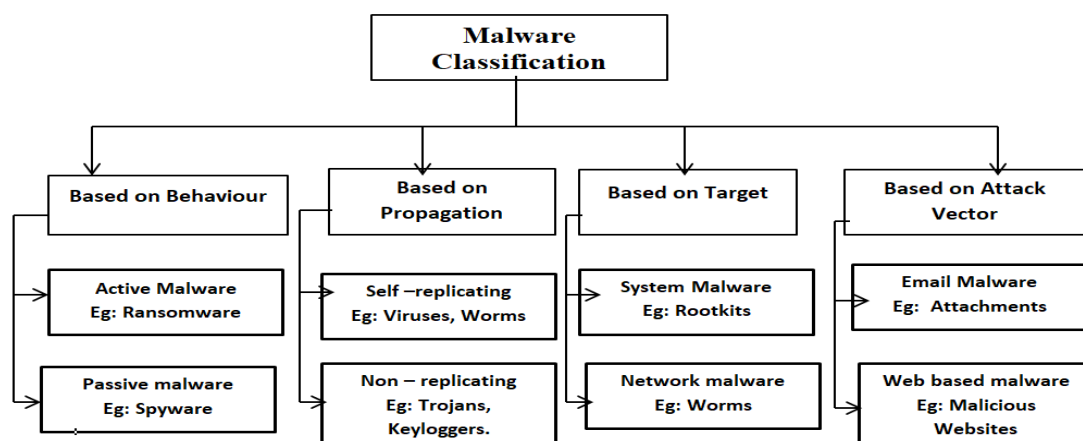 Malware
Classification
Based on Behaviour
Based on
Propagation
Based on Target
Based on Attack
Vector
Active Malware
Eg: Ransomware
Self –replicating
Eg: Viruses, Worms
System Malware
Eg: Rootkits
Email Malware
Eg:  Attachments
Passive malware
Eg: Spyware
Non – replicating
Eg: Trojans,
Keyloggers.
Network malware
Eg: Worms
Web based malware
Eg: Malicious
Websites